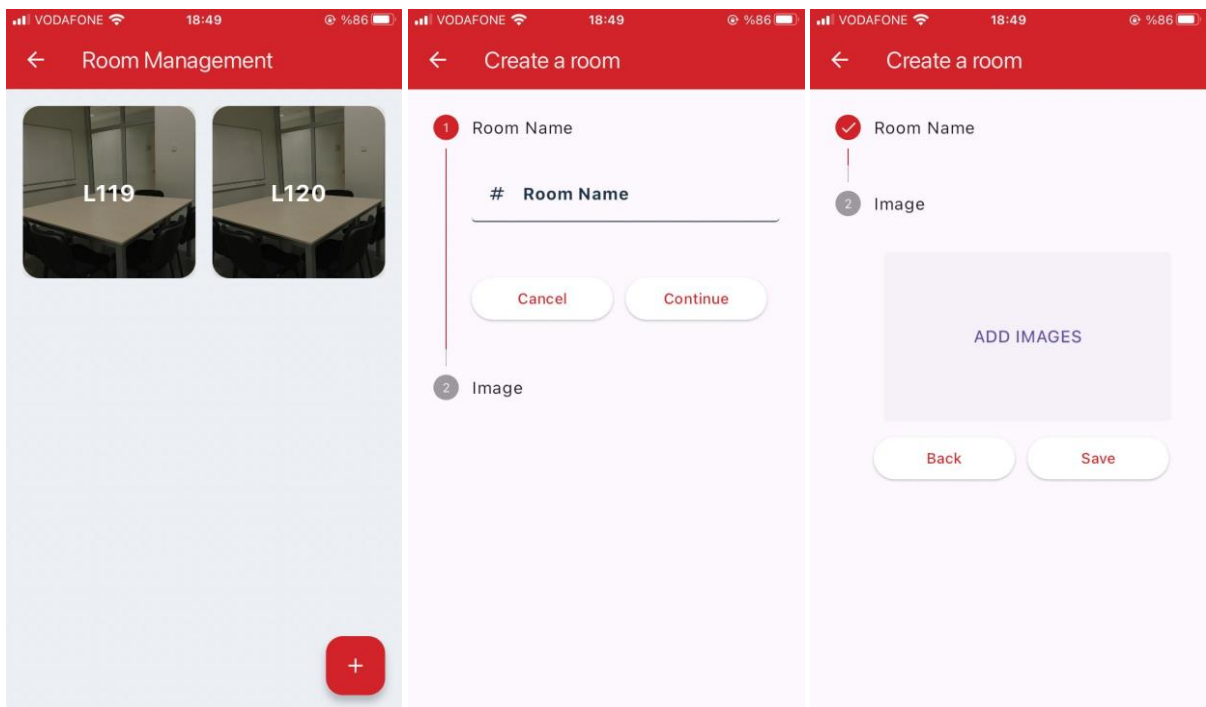 VODAFONE 18:49 %86
Room Management
L119 L120
+
VODAFONE 18:49 %86
Create a room
1 Room Name
# Room Name
Cancel Continue
2 Image
VODAFONE 18:49 %86
Create a room
Room Name
2 Image
ADD IMAGES
Back Save